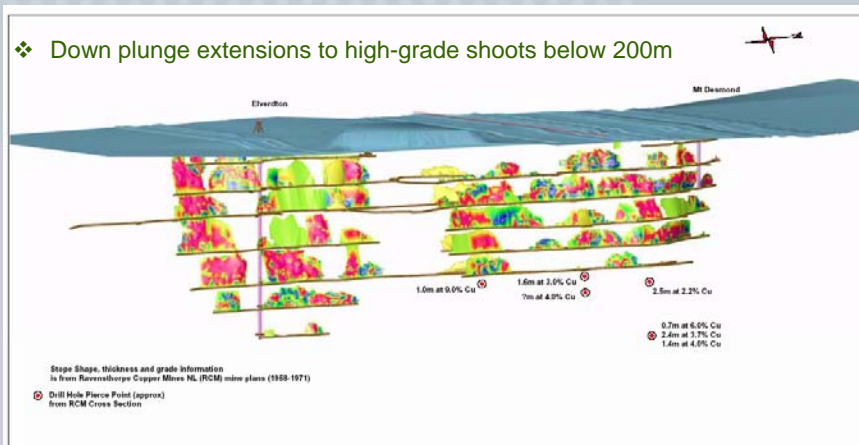 ❖ Down plunge extensions to high-grade shoots below 200m
Elverdton
Mt Desmond
1.0m at 9.0% Cu
1.6m at 3.0% Cu
?m at 4.0% Cu
2.5m at 2.2% Cu
0.7m at 6.0% Cu
2.4m at 3.7% Cu
1.4m at 4.0% Cu
Stope Shape, thickness and grade information
is from Ravensthorpe Copper Mines NL (RCM) mine plans (1958-1971)
Drill Hole Pierce Point (approx)
from RCM Cross Section